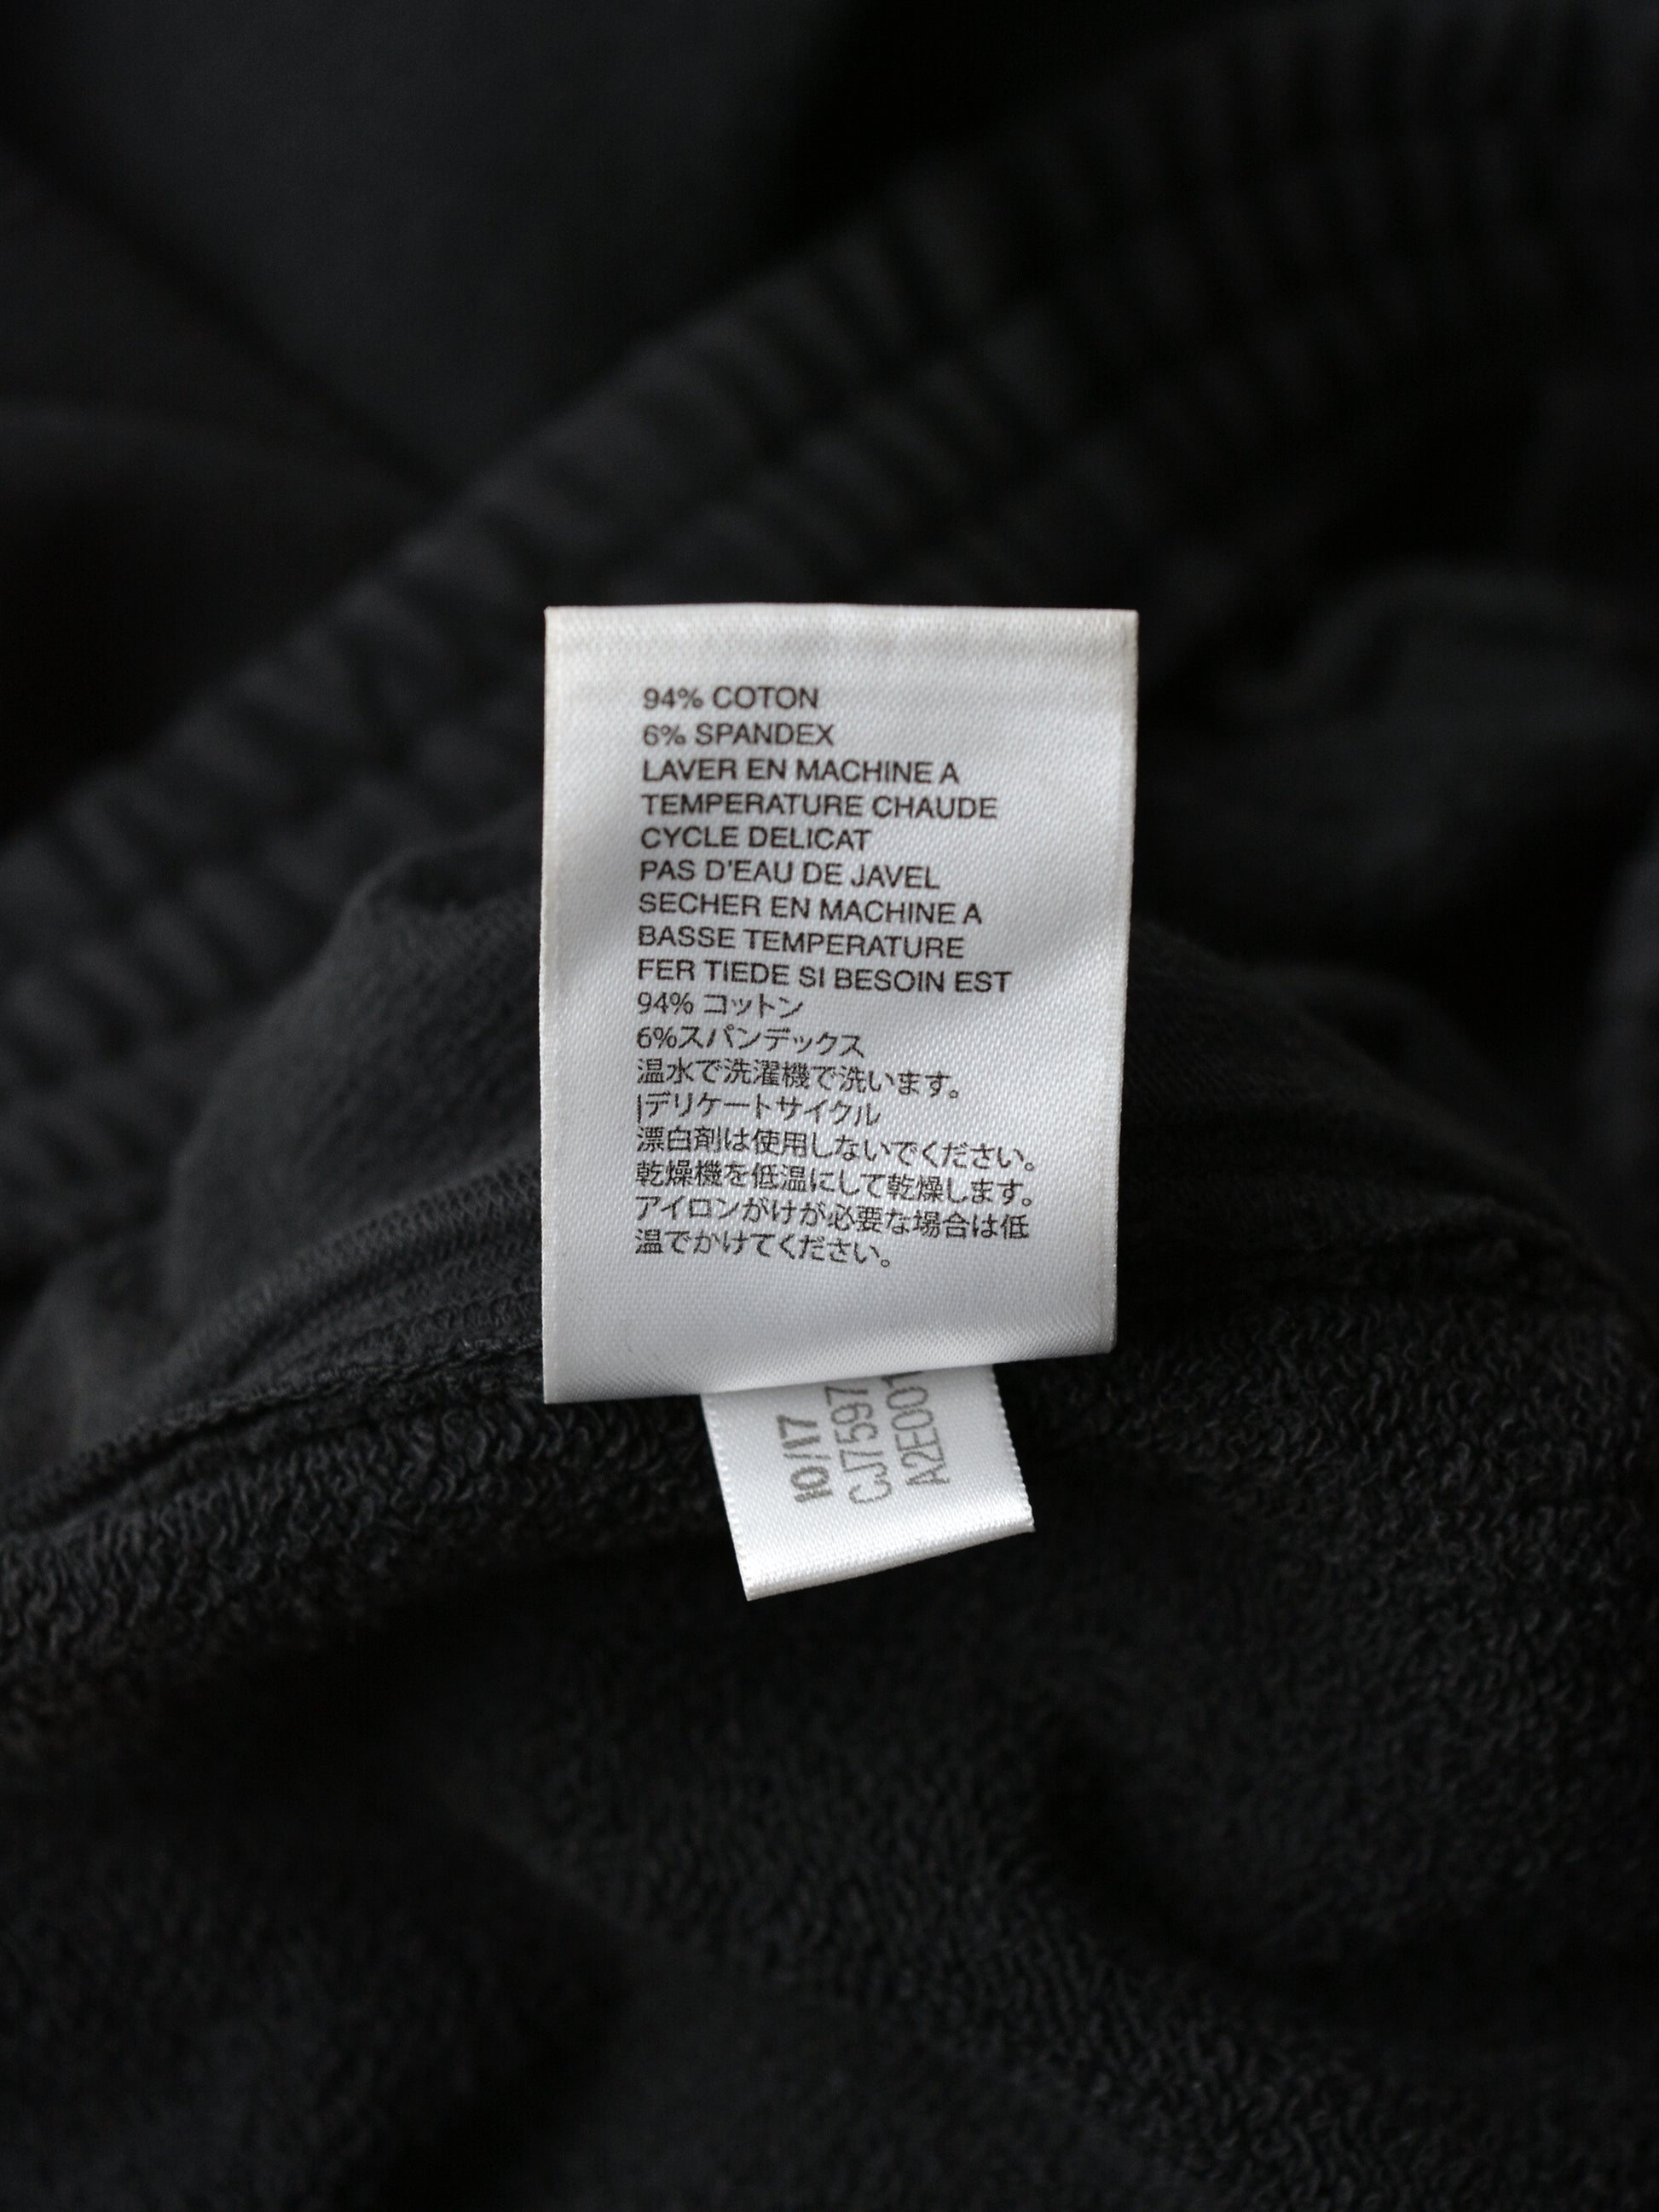 94% COTON
6% SPANDEX
LAVER EN MACHINE A
TEMPERATURE CHAUDE
CYCLE DELICAT
PAS D'EAU DE JAVEL
SECHER EN MACHINE A
BASSE TEMPERATURE
FER TIEDE SI BESOIN EST
94% コットン
6%スパンデックス
温水で洗濯機で洗います。
|デリケートサイクル
漂白剤は使用しないでください。
乾燥機を低温にして乾燥します。
アイロンがけが必要な場合は低
温でかけてください。
10/17
CJ7597
A2E001